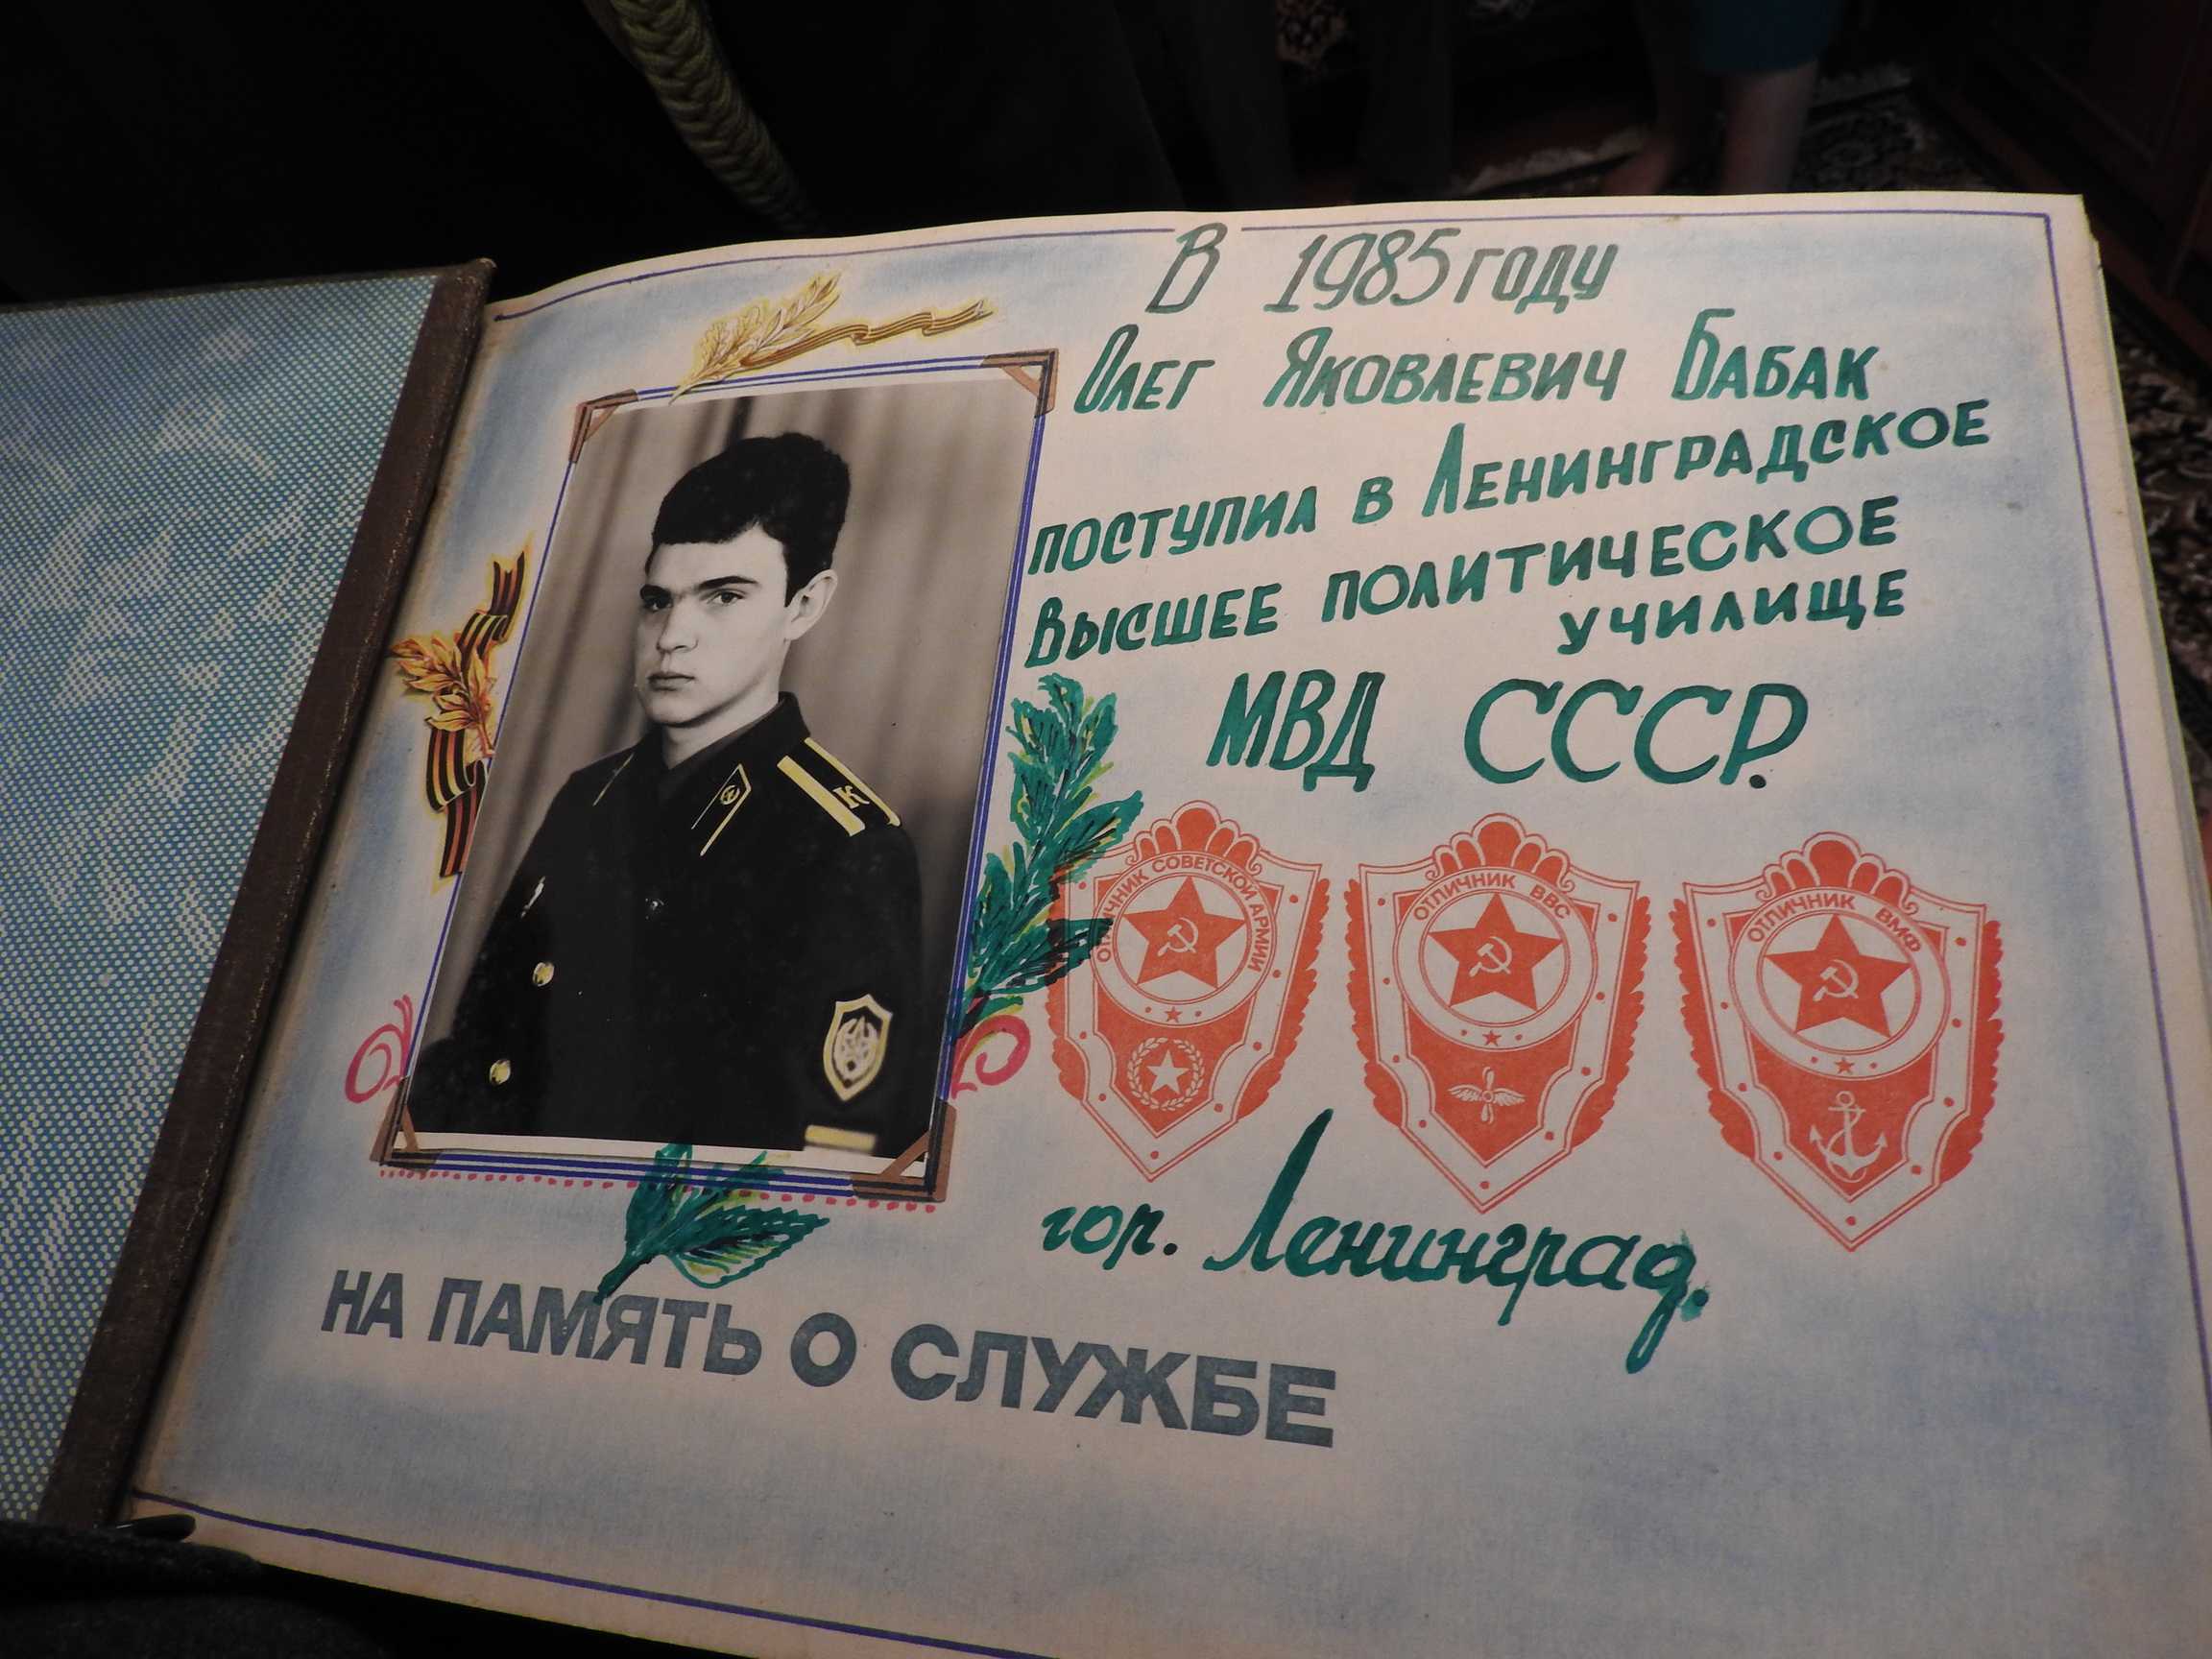 В 1985 году
Олег Яковлевич Бабак
поступил в Ленинградское
Высшее политическое
училище
МВД СССР.
К
ОТЛИЧНИК СОВЕТСКОЙ АРМИИ
ОТЛИЧНИК ВВС
ОТЛИЧНИК ВМФ
гор. Ленинград.
НА ПАМЯТЬ О СЛУЖБЕ